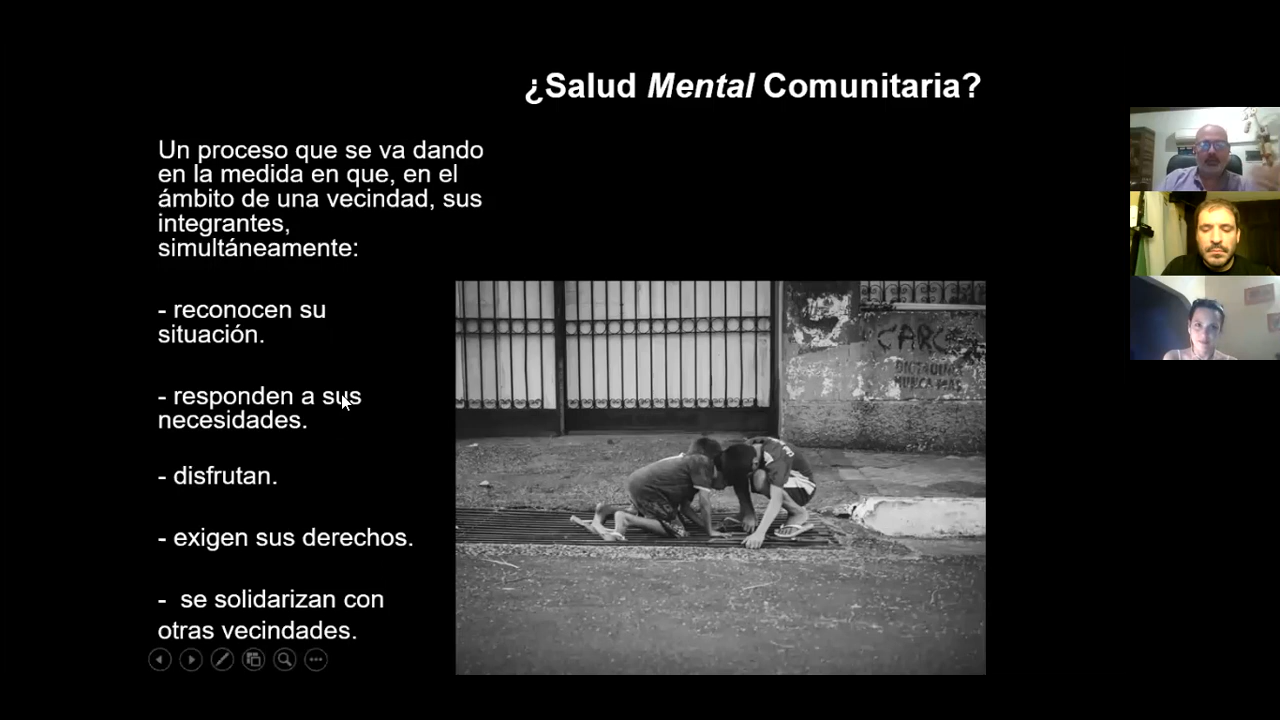 ¿Salud Mental Comunitaria?
Un proceso que se va dando
en la medida en que, en el
ámbito de una vecindad, sus
integrantes,
simultáneamente:
- reconocen su
situación.
- responden a sus
necesidades.
- disfrutan.
- exigen sus derechos.
- se solidarizan con
otras vecindades.
DICTADURA
NUNCA MAS